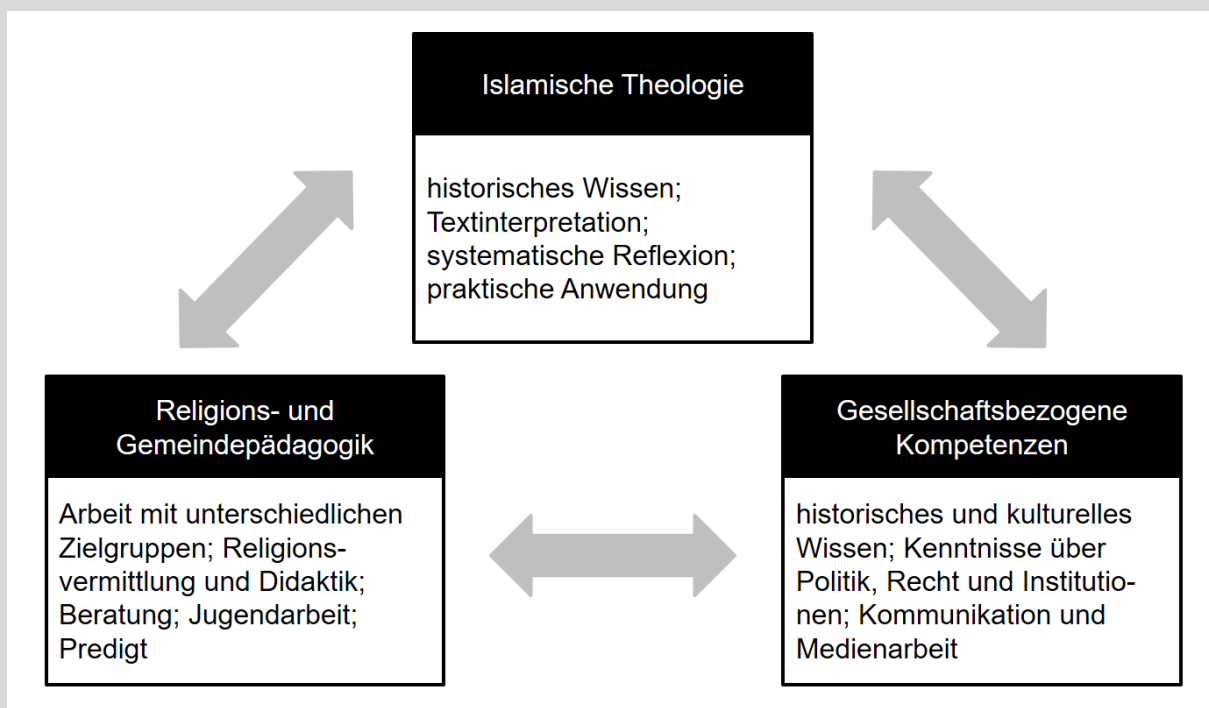 Islamische Theologie
historisches Wissen;
Textinterpretation;
systematische Reflexion;
praktische Anwendung
Religions- und
Gemeindepädagogik
Arbeit mit unterschiedlichen
Zielgruppen; Religions-
vermittlung und Didaktik;
Beratung; Jugendarbeit;
Predigt
Gesellschaftsbezogene
Kompetenzen
historisches und kulturelles
Wissen; Kenntnisse über
Politik, Recht und Institutio-
nen; Kommunikation und
Medienarbeit